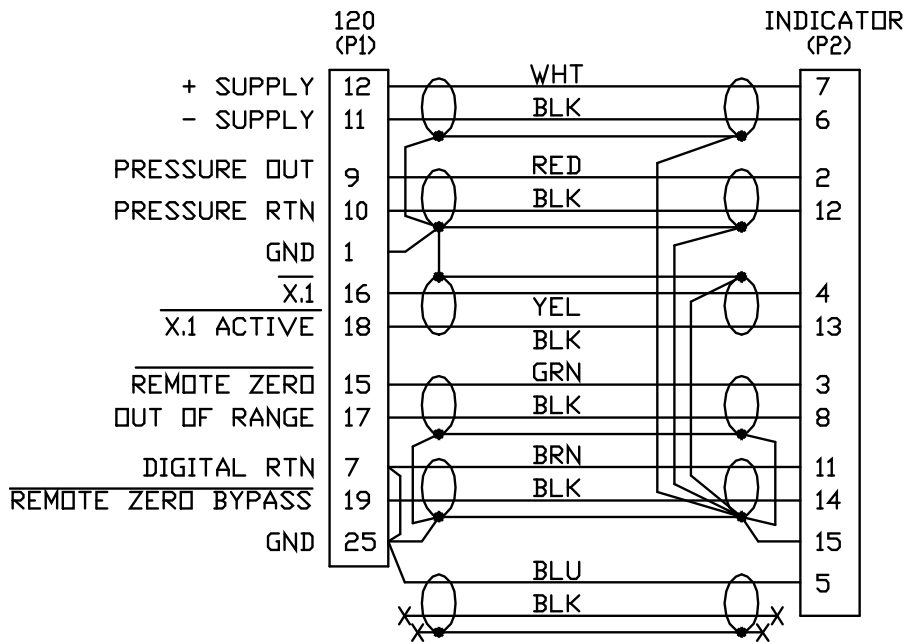 120 INDICATOR
(P1) (P2)
+ SUPPLY 12 WHT 7
- SUPPLY 11 BLK 6
PRESSURE OUT 9 RED 2
PRESSURE RTN 10 BLK 12
GND 1
X.1 16 4
YEL
X.1 ACTIVE 18 13
BLK
REMOTE ZERO 15 GRN 3
OUT OF RANGE 17 BLK 8
DIGITAL RTN 7 BRN 11
REMOTE ZERO BYPASS 19 BLK 14
GND 25 15
BLU 5
BLK